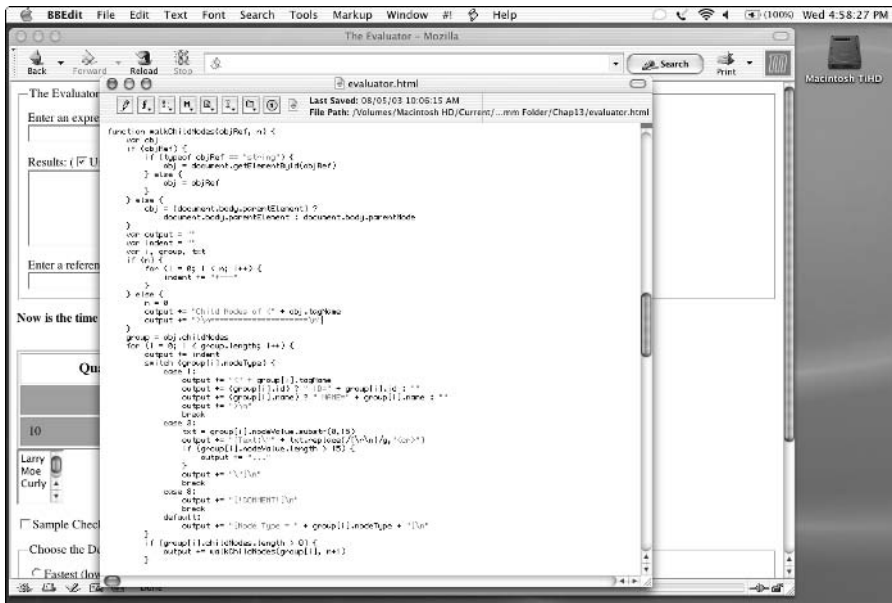 BBEdit File Edit Text Font Search Tools Markup Window #! Help (100%) Wed 4:58:27 PM
The Evaluator – Mozilla
Back Forward Reload Stop Search Print
Macintosh TiHD
evaluator.html
Last Saved: 08/05/03 10:06:15 AM
File Path: /Volumes/Macintosh HD/Current/...mm Folder/Chap13/evaluator.html
The Evaluator
Enter an expre
Results: ( U
Enter a referen
Now is the time
Qu
10
Larry
Moe
Curly
Sample Chec
Choose the D
Fastest (low
Done
function walkChildNodes(objRef, n) {
var obj
if (objRef) {
if (typeof objRef == "string") {
obj = document.getElementById(objRef)
} else {
obj = objRef
}
} else {
obj = (document.body.parentElement) ?
document.body.parentElement : document.body.parentNode
}
var output = ""
var indent = ""
var i, group, txt
if (n) {
for (i = 0; i < n; i++) {
indent += "+---"
}
} else {
n = 0
output += "Child Nodes of <" + obj.tagName
output += ">\n=====================\n"
}
group = obj.childNodes
for (i = 0; i < group.length; i++) {
output += indent
switch (group[i].nodeType) {
case 1:
output += "<" + group[i].tagName
output += (group[i].id) ? " ID=" + group[i].id : ""
output += (group[i].name) ? " NAME=" + group[i].name : ""
output += ">\n"
break
case 3:
txt = group[i].nodeValue.substr(0,15)
output += "[Text:\"" + txt.replace(/[\r\n]/g,"<cr>")
if (group[i].nodeValue.length > 15) {
output += "..."
}
output += "\"]\n"
break
case 8:
output += "[!COMMENT!]\n"
break
default:
output += "[Node Type = " + group[i].nodeType + "]\n"
}
if (group[i].childNodes.length > 0) {
output += walkChildNodes(group[i], n+1)
}